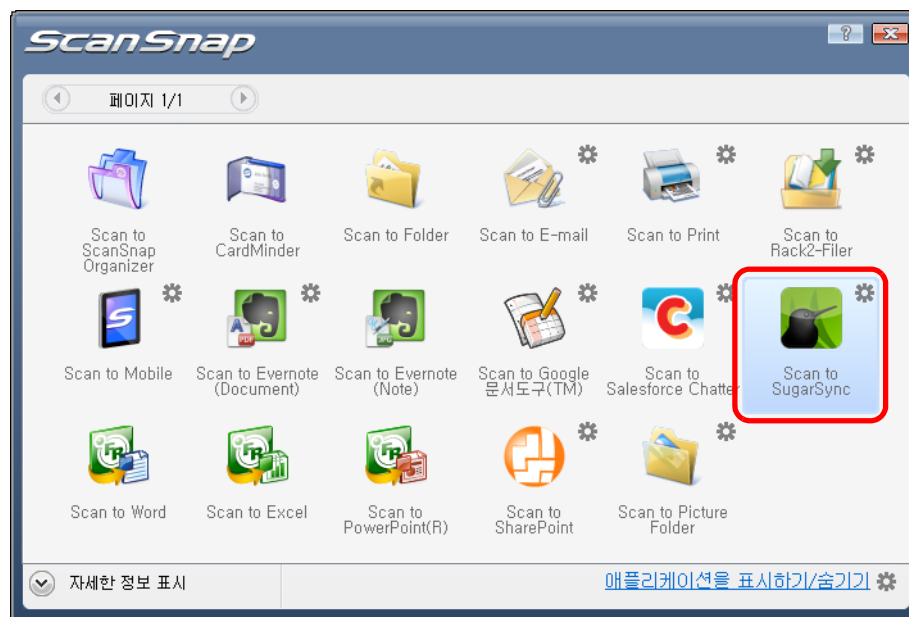 ScanSnap
페이지 1/1
Scan to
ScanSnap
Organizer
Scan to
CardMinder
Scan to Folder
Scan to E-mail
Scan to Print
Scan to
Rack2-Filer
Scan to Mobile
Scan to Evernote
(Document)
Scan to Evernote
(Note)
Scan to Google
문서도구(TM)
Scan to
Salesforce Chatter
Scan to
SugarSync
Scan to Word
Scan to Excel
Scan to
PowerPoint(R)
Scan to
SharePoint
Scan to Picture
Folder
자세한 정보 표시
애플리케이션을 표시하기/숨기기